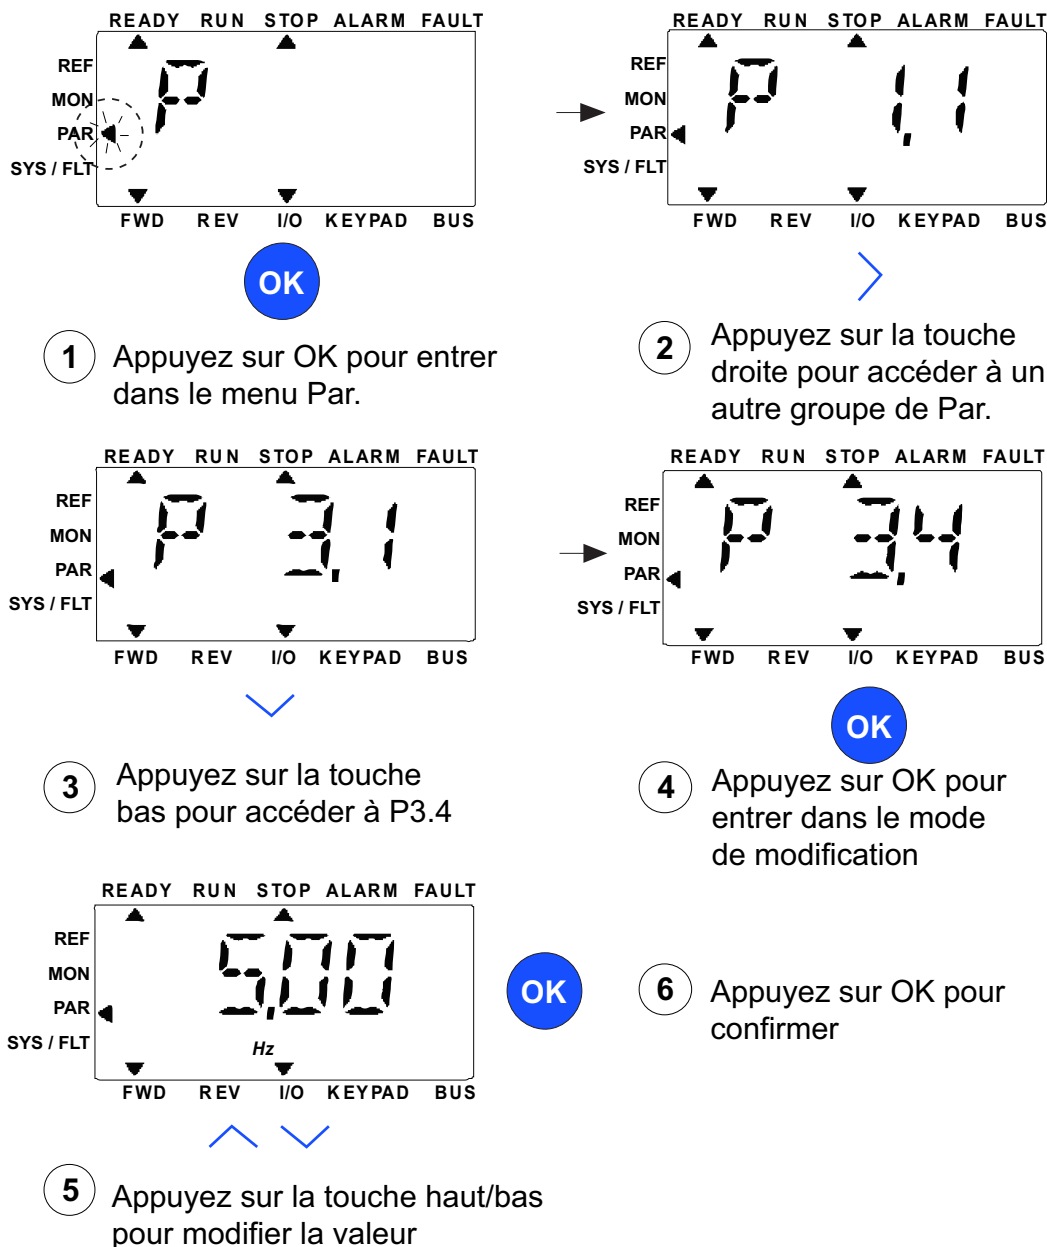 READY RUN STOP ALARM FAULT
REF
MON
PAR
SYS / FLT
P
FWD REV I/O KEYPAD BUS
OK
1 Appuyez sur OK pour entrer
dans le menu Par.
READY RUN STOP ALARM FAULT
REF
MON
PAR
SYS / FLT
P 1,1
FWD REV I/O KEYPAD BUS
2 Appuyez sur la touche
droite pour accéder à un
autre groupe de Par.
READY RUN STOP ALARM FAULT
REF
MON
PAR
SYS / FLT
P 3,1
FWD REV I/O KEYPAD BUS
3 Appuyez sur la touche
bas pour accéder à P3.4
READY RUN STOP ALARM FAULT
REF
MON
PAR
SYS / FLT
P 3,4
FWD REV I/O KEYPAD BUS
OK
4 Appuyez sur OK pour
entrer dans le mode
de modification
READY RUN STOP ALARM FAULT
REF
MON
PAR
SYS / FLT
5,00
Hz
FWD REV I/O KEYPAD BUS
5 Appuyez sur la touche haut/bas
pour modifier la valeur
OK
6 Appuyez sur OK pour
confirmer